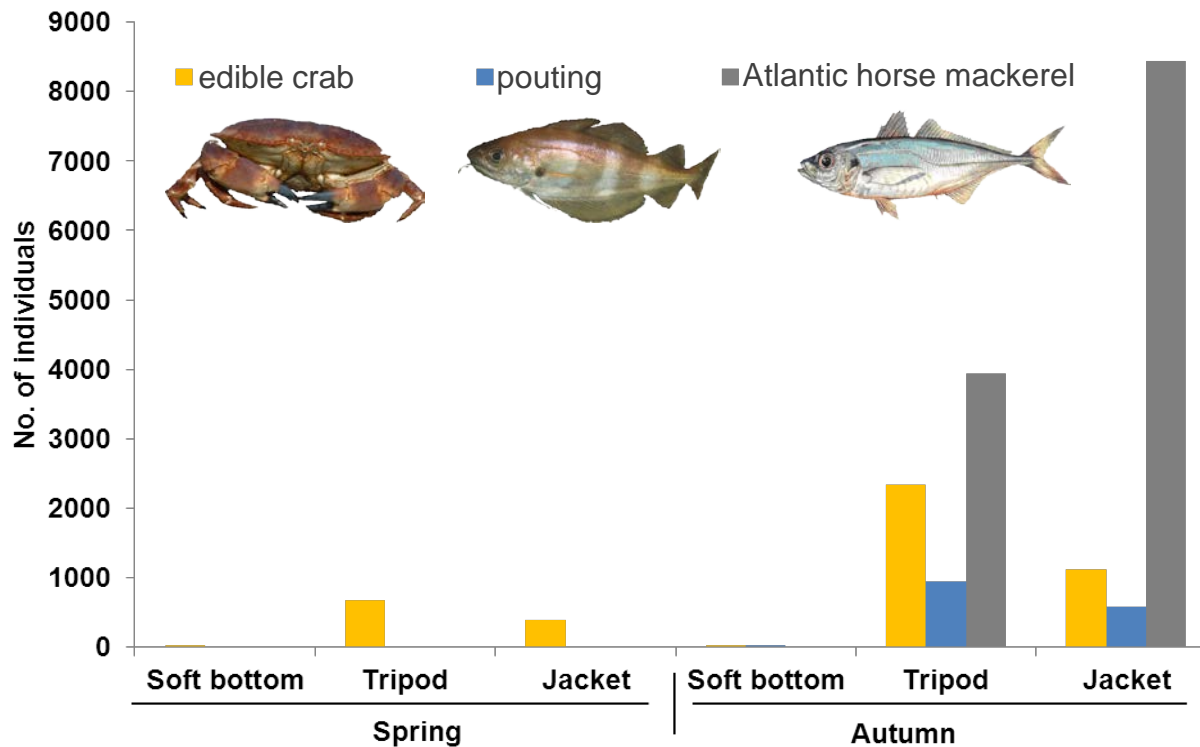 9000
8000
7000
6000
5000
4000
3000
2000
1000
0
No. of individuals
edible crab
pouting
Atlantic horse mackerel
Soft bottom
Tripod
Jacket
Soft bottom
Tripod
Jacket
Spring
Autumn